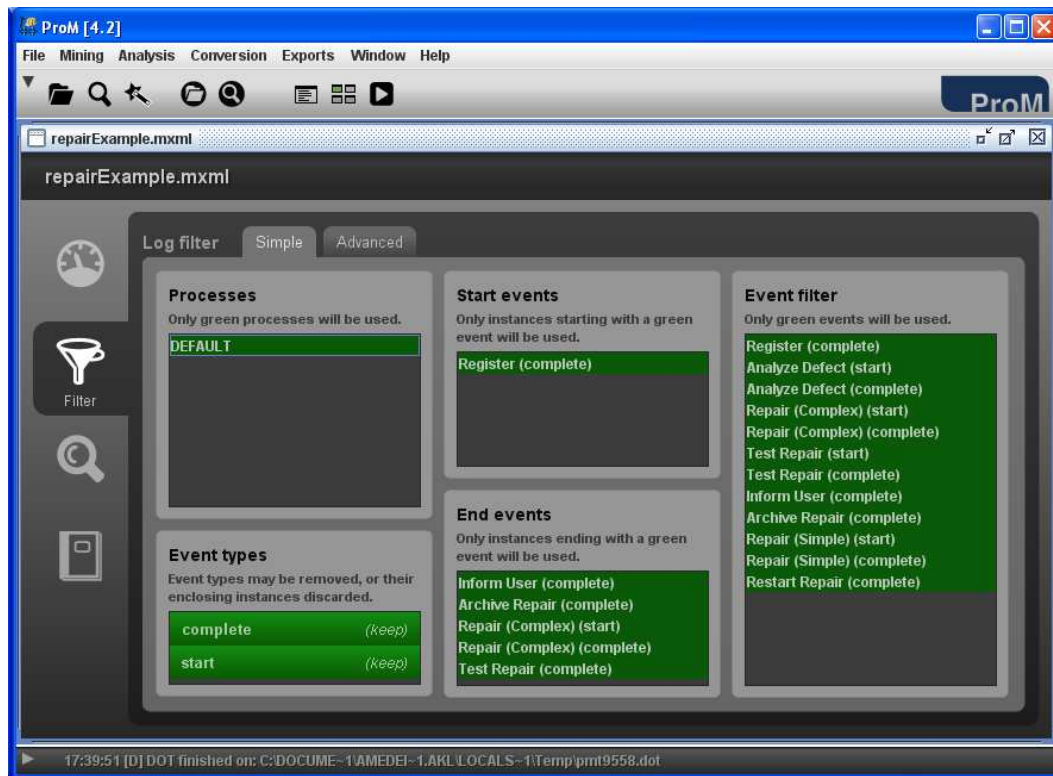 ProM [4.2]
File Mining Analysis Conversion Exports Window Help
ProM
repairExample.mxml
repairExample.mxml
Log filter Simple Advanced
Filter
Processes
Only green processes will be used.
DEFAULT
Event types
Event types may be removed, or their
enclosing instances discarded.
complete (keep)
start (keep)
Start events
Only instances starting with a green
event will be used.
Register (complete)
End events
Only instances ending with a green
event will be used.
Inform User (complete)
Archive Repair (complete)
Repair (Complex) (start)
Repair (Complex) (complete)
Test Repair (complete)
Event filter
Only green events will be used.
Register (complete)
Analyze Defect (start)
Analyze Defect (complete)
Repair (Complex) (start)
Repair (Complex) (complete)
Test Repair (start)
Test Repair (complete)
Inform User (complete)
Archive Repair (complete)
Repair (Simple) (start)
Repair (Simple) (complete)
Restart Repair (complete)
17:39:51 [D] DOT finished on: C:\DOCUME~1\AMEDEI~1.AKL\LOCALS~1\Temp\pmt9558.dot